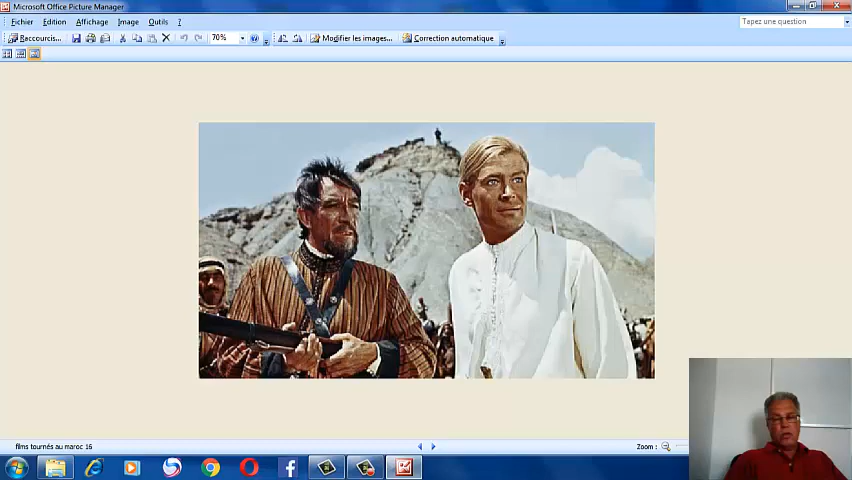 Microsoft Office Picture Manager
Fichier Edition Affichage Image Outils ? Tapez une question
Raccourcis... 70% Modifier les images... Correction automatique
films tournés au maroc 16 Zoom :